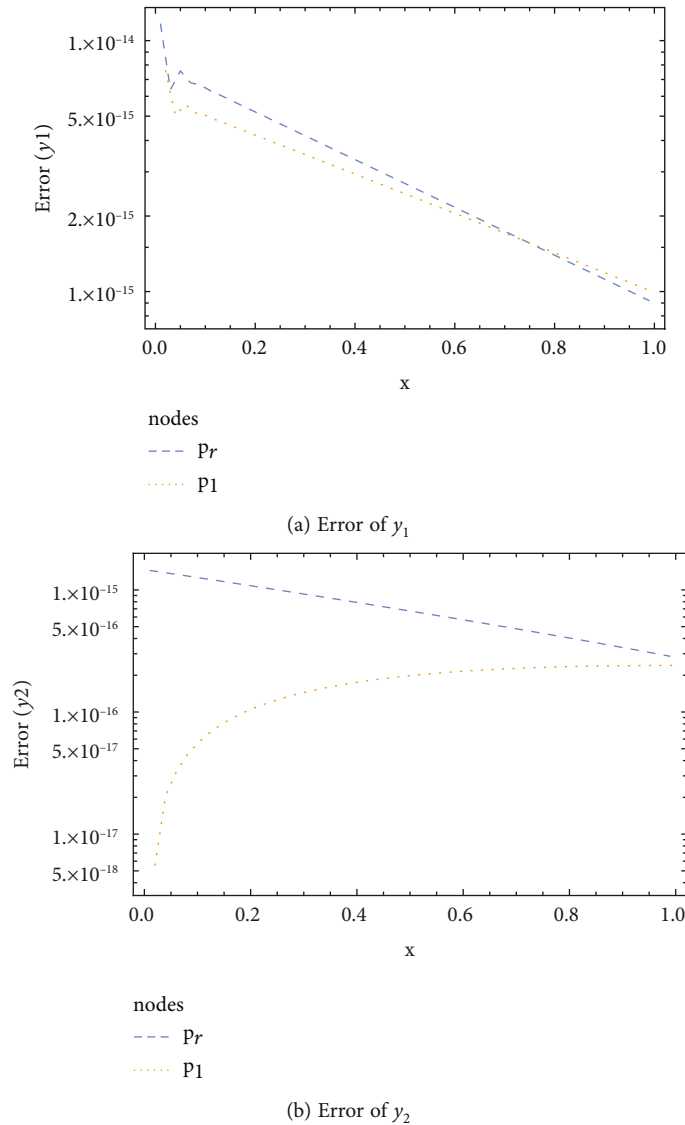 1.×10⁻¹⁴
5.×10⁻¹⁵
2.×10⁻¹⁵
1.×10⁻¹⁵
Error (y1)
0.0 0.2 0.4 0.6 0.8 1.0
x
nodes
pr
p1
(a) Error of y₁
1.×10⁻¹⁵
5.×10⁻¹⁶
1.×10⁻¹⁶
5.×10⁻¹⁷
1.×10⁻¹⁷
5.×10⁻¹⁸
Error (y2)
0.0 0.2 0.4 0.6 0.8 1.0
x
nodes
pr
p1
(b) Error of y₂